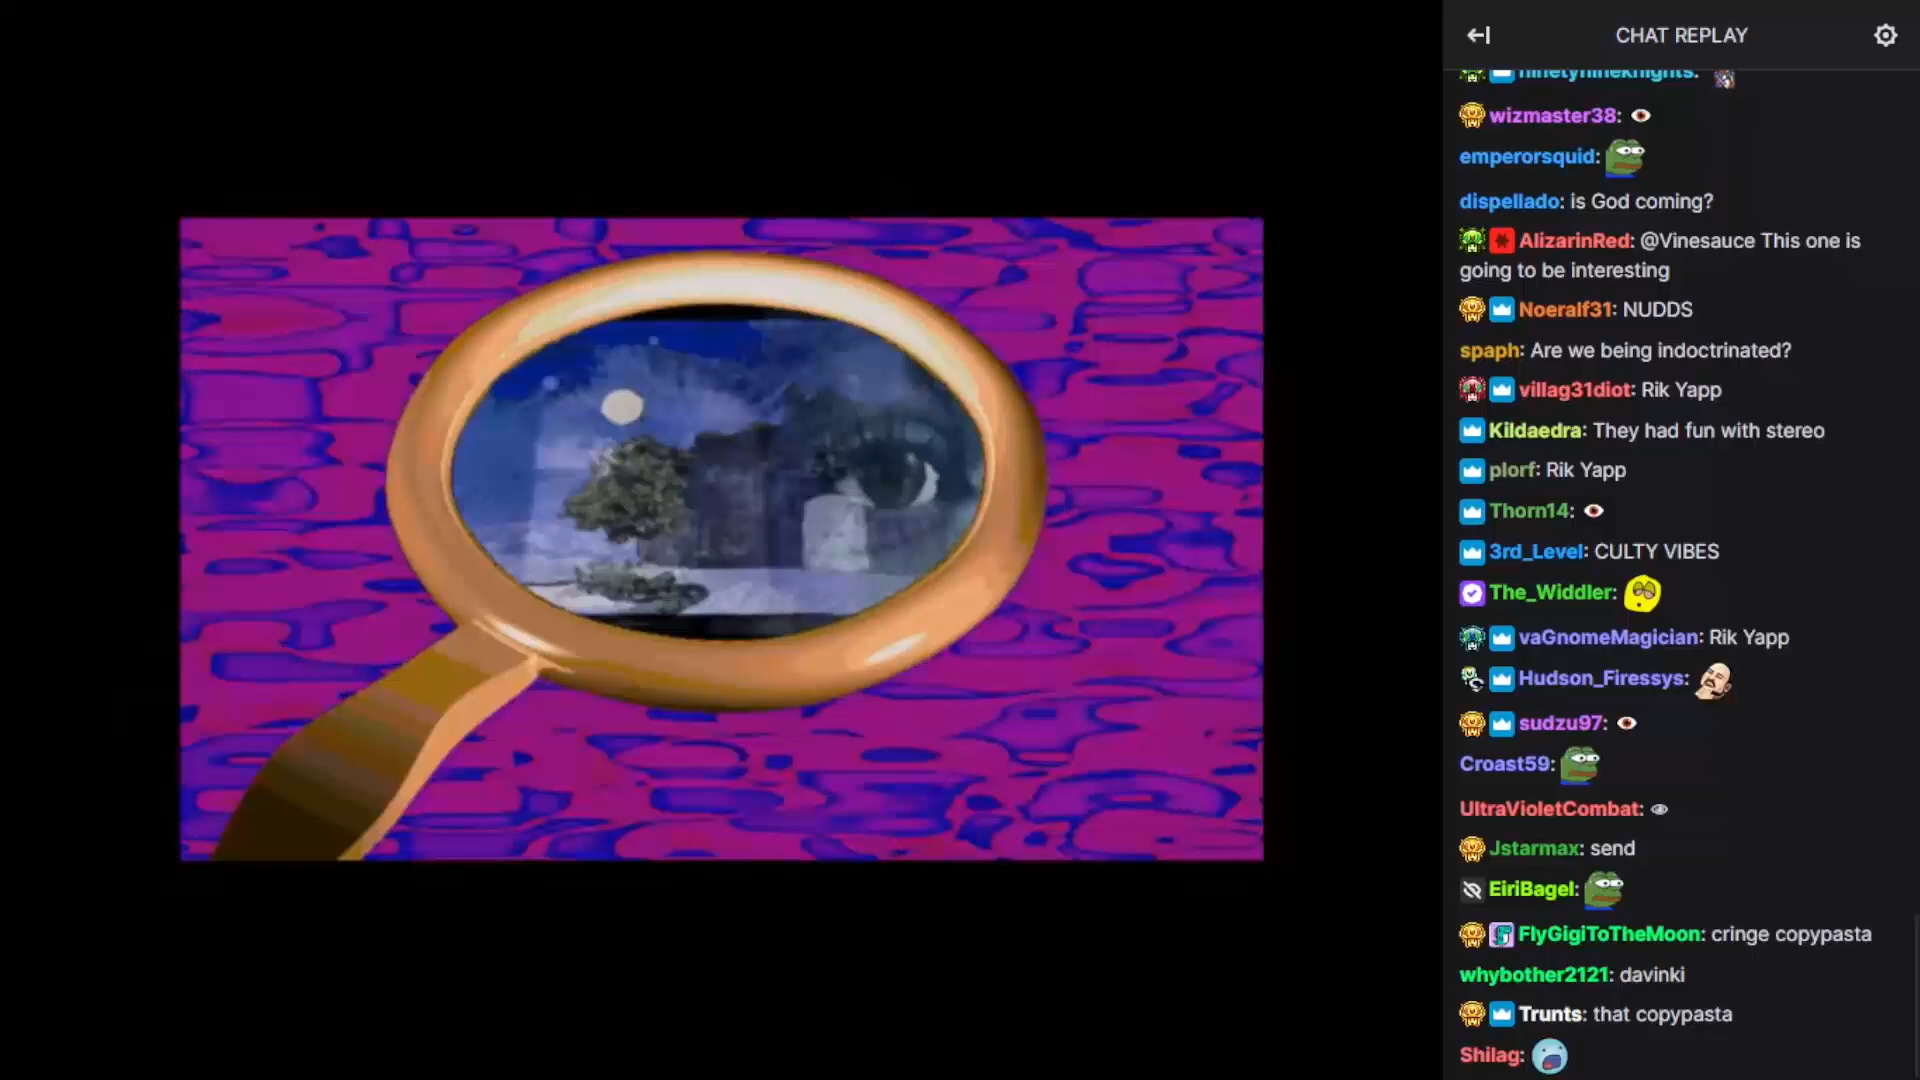 CHAT REPLAY
ninetynineknights:
wizmaster38:
emperorsquid:
dispellado: is God coming?
AlizarinRed: @Vinesauce This one is
going to be interesting
Noeralf31: NUDDS
spaph: Are we being indoctrinated?
villag31diot: Rik Yapp
Kildaedra: They had fun with stereo
plorf: Rik Yapp
Thorn14:
3rd_Level: CULTY VIBES
The_Widdler:
vaGnomeMagician: Rik Yapp
Hudson_Firessys:
sudzu97:
Croast59:
UltraVioletCombat:
Jstarmax: send
EiriBagel:
FlyGigiToTheMoon: cringe copypasta
whybother2121: davinki
Trunts: that copypasta
Shilag: